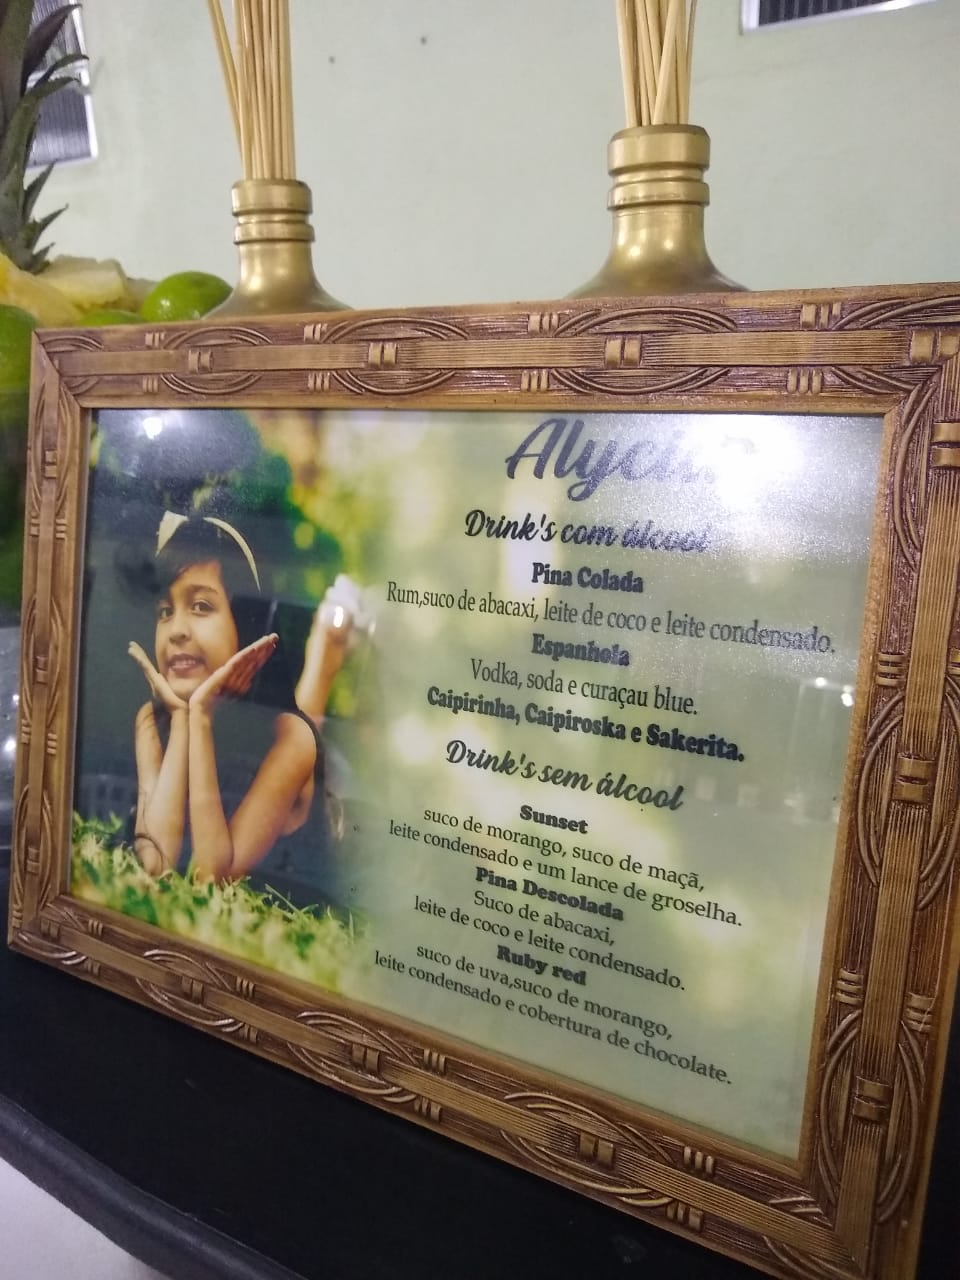 Drink's com álcool
Pina Colada
Rum,suco de abacaxi, leite de coco e leite condensado.
Espanhola
Vodka, soda e curaçau blue.
Caipirinha, Caipiroska e Sakerita.
Drink's sem álcool
Sunset
suco de morango, suco de maçã,
leite condensado e um lance de groselha.
Pina Descolada
Suco de abacaxi,
leite de coco e leite condensado.
Ruby red
suco de uva,suco de morango,
leite condensado e cobertura de chocolate.